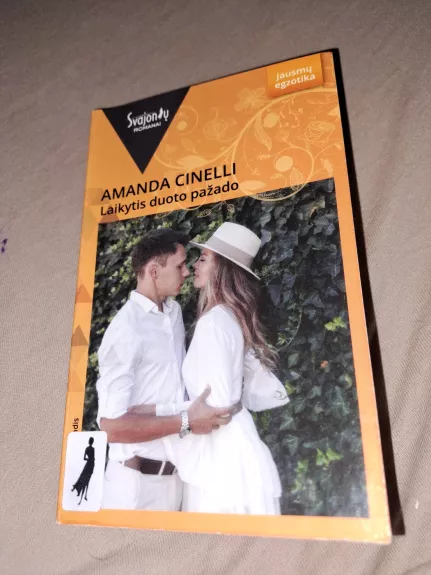 Svajonių
ROMANAI
Jausmų
egzotika
AMANDA CINELLI
Laikytis duoto pažado